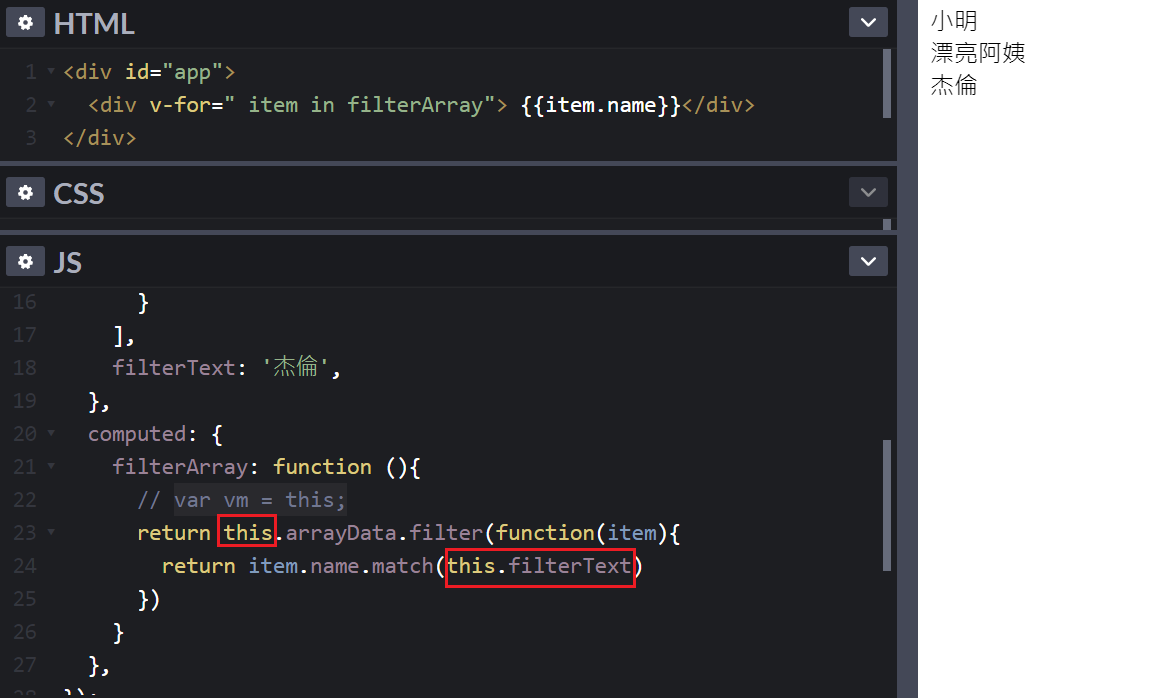 HTML
1 <div id="app">
2 <div v-for=" item in filterArray"> {{item.name}}</div>
3 </div>
CSS
JS
16 }
17 ],
18 filterText: '杰倫',
19 },
20 computed: {
21 filterArray: function (){
22 // var vm = this;
23 return this.arrayData.filter(function(item){
24 return item.name.match(this.filterText)
25 })
26 }
27 },
28 });
小明
漂亮阿姨
杰倫